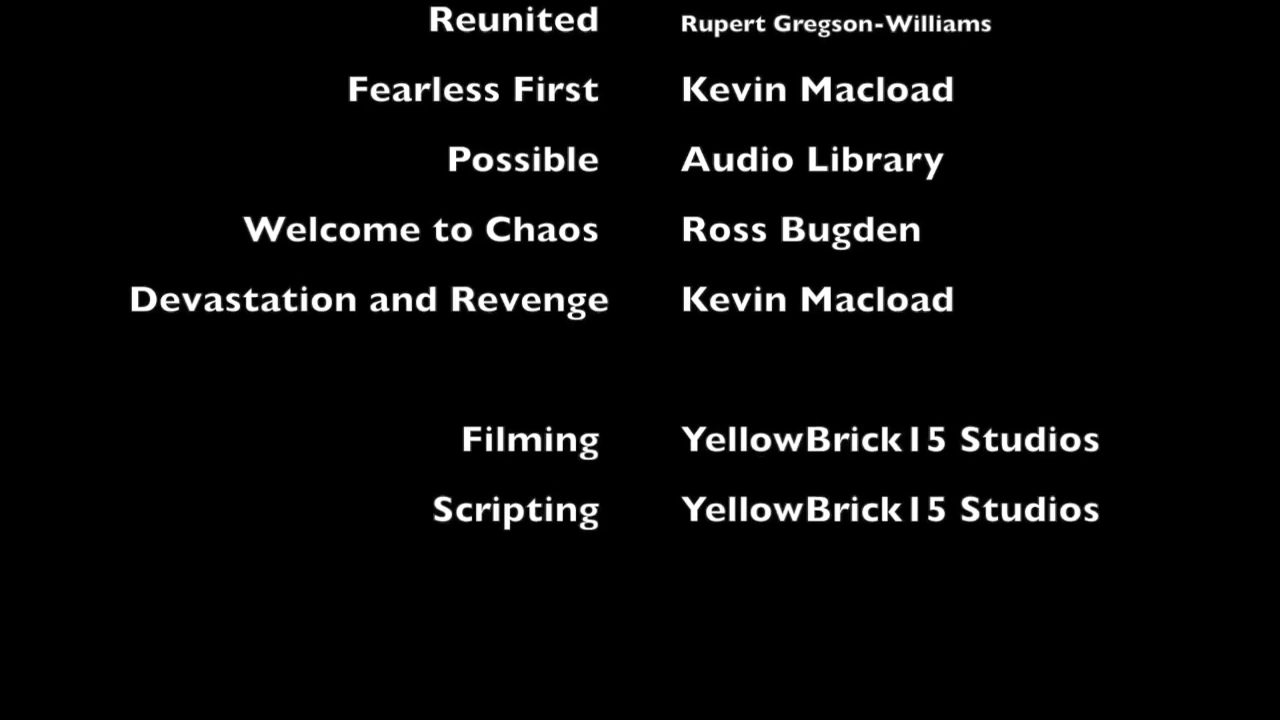 Reunited Rupert Gregson-Williams
Fearless First Kevin Macload
Possible Audio Library
Welcome to Chaos Ross Bugden
Devastation and Revenge Kevin Macload
Filming YellowBrick15 Studios
Scripting YellowBrick15 Studios